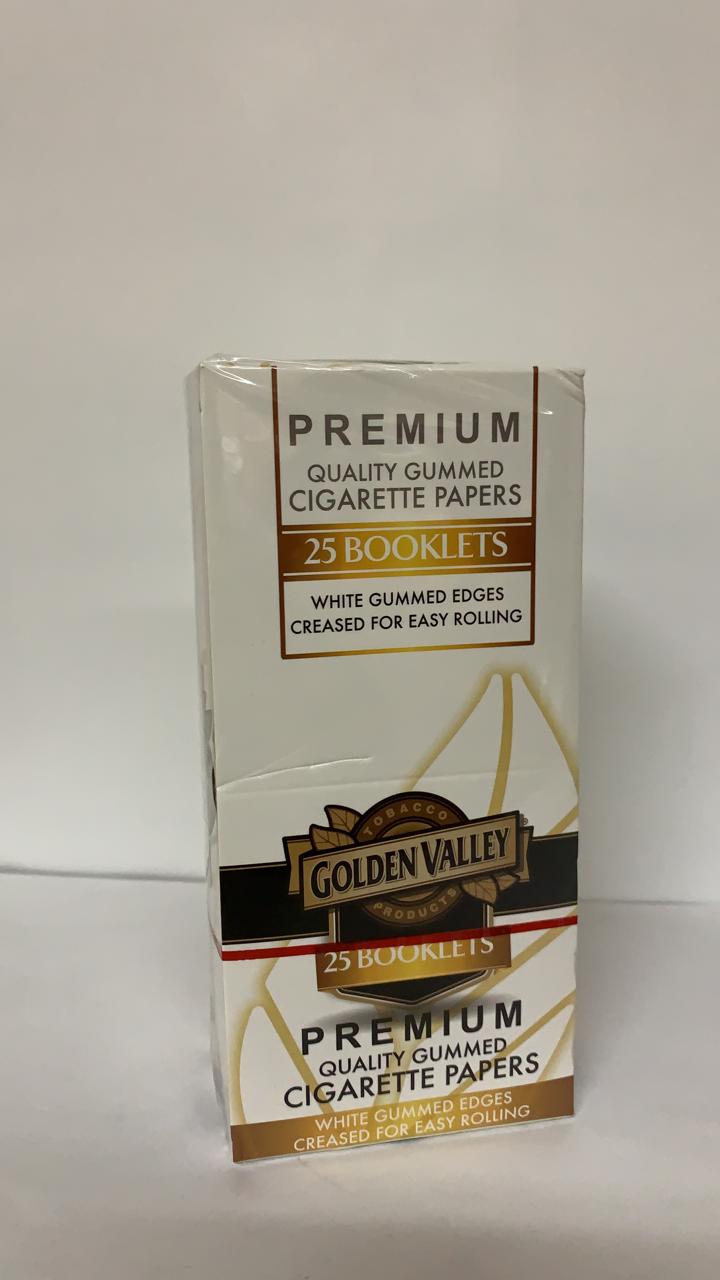 PREMIUM
QUALITY GUMMED
CIGARETTE PAPERS
25 BOOKLETS
WHITE GUMMED EDGES
CREASED FOR EASY ROLLING
TOBACCO
GOLDEN VALLEY®
PRODUCTS
25 BOOKLETS
PREMIUM
QUALITY GUMMED
CIGARETTE PAPERS
WHITE GUMMED EDGES
CREASED FOR EASY ROLLING